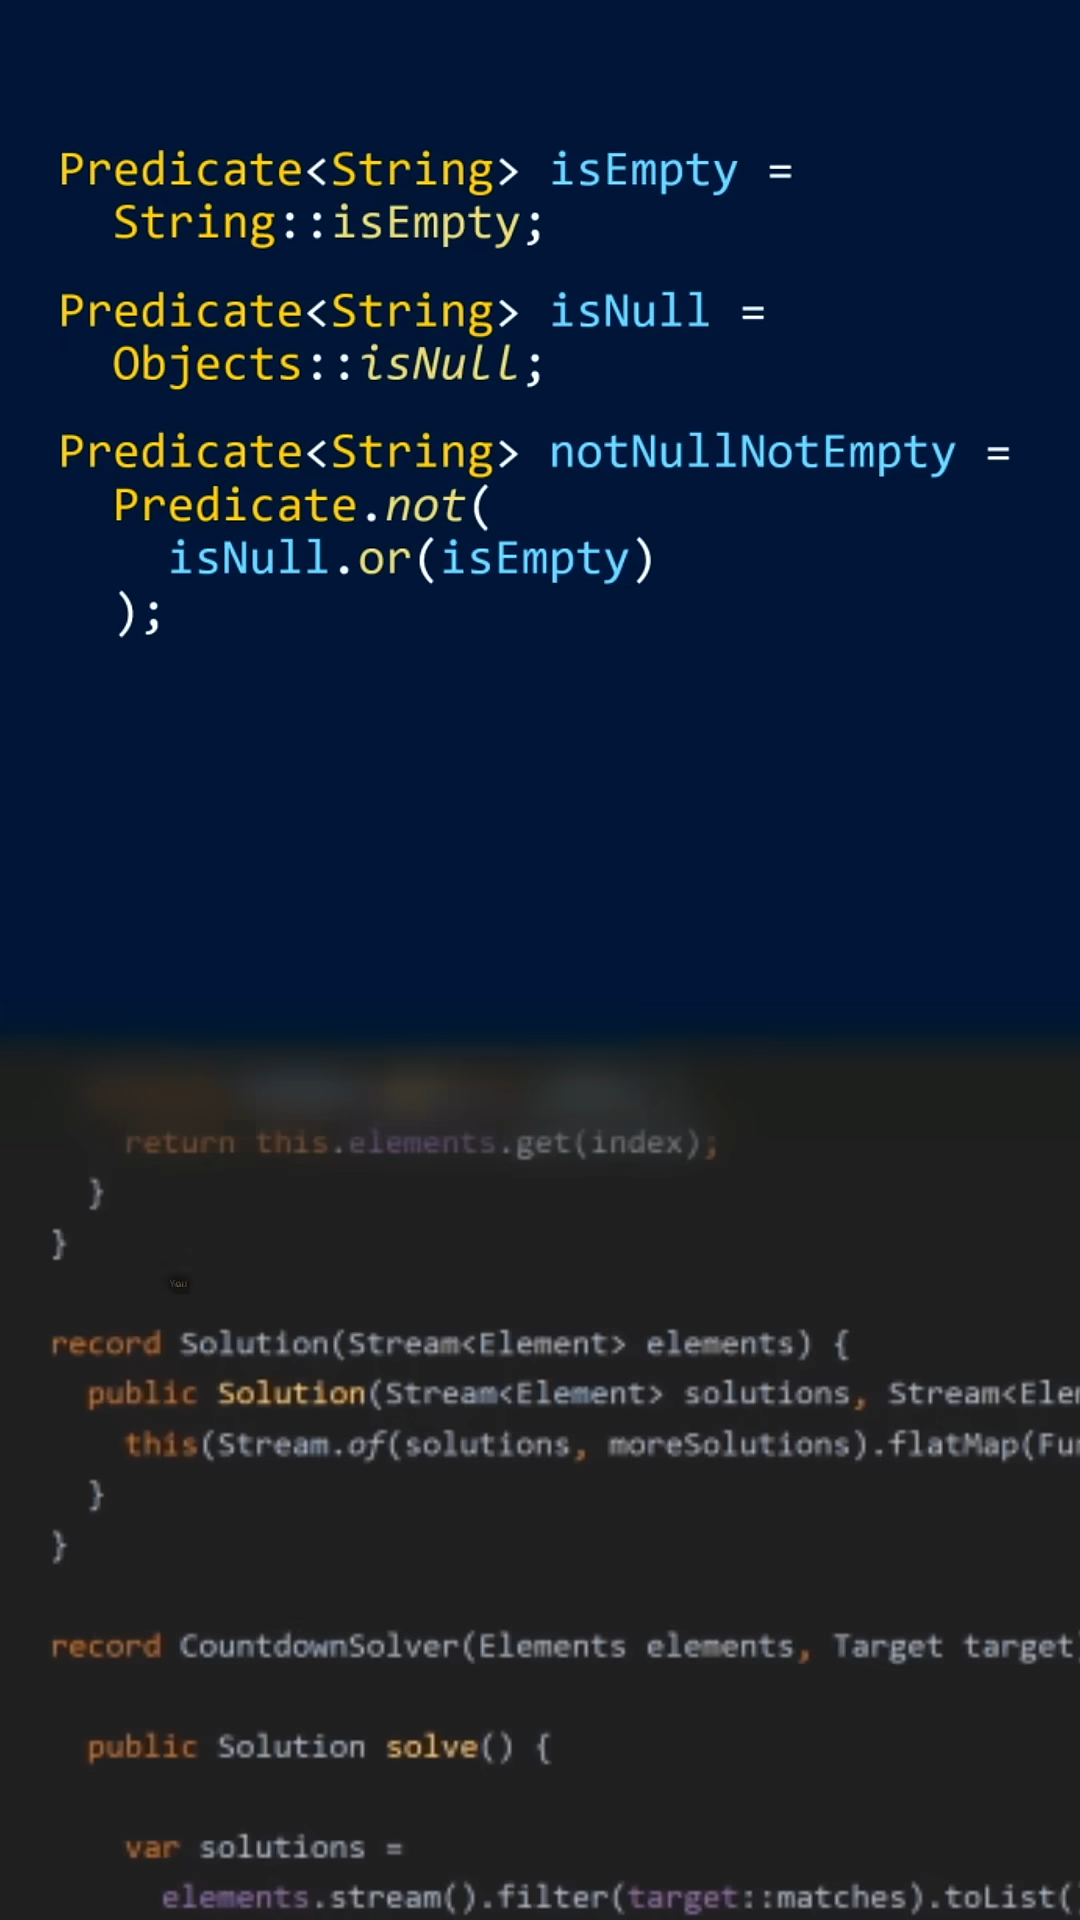 Predicate<String> isEmpty =
String::isEmpty;
Predicate<String> isNull =
Objects::isNull;
Predicate<String> notNullNotEmpty =
Predicate.not(
isNull.or(isEmpty)
);
return this.elements.get(index);
}
}
You
record Solution(Stream<Element> elements) {
public Solution(Stream<Element> solutions, Stream<Eler
this(Stream.of(solutions, moreSolutions).flatMap(Fu
}
}
record CountdownSolver(Elements elements, Target target)
public Solution solve() {
var solutions =
elements.stream().filter(target::matches).toList(